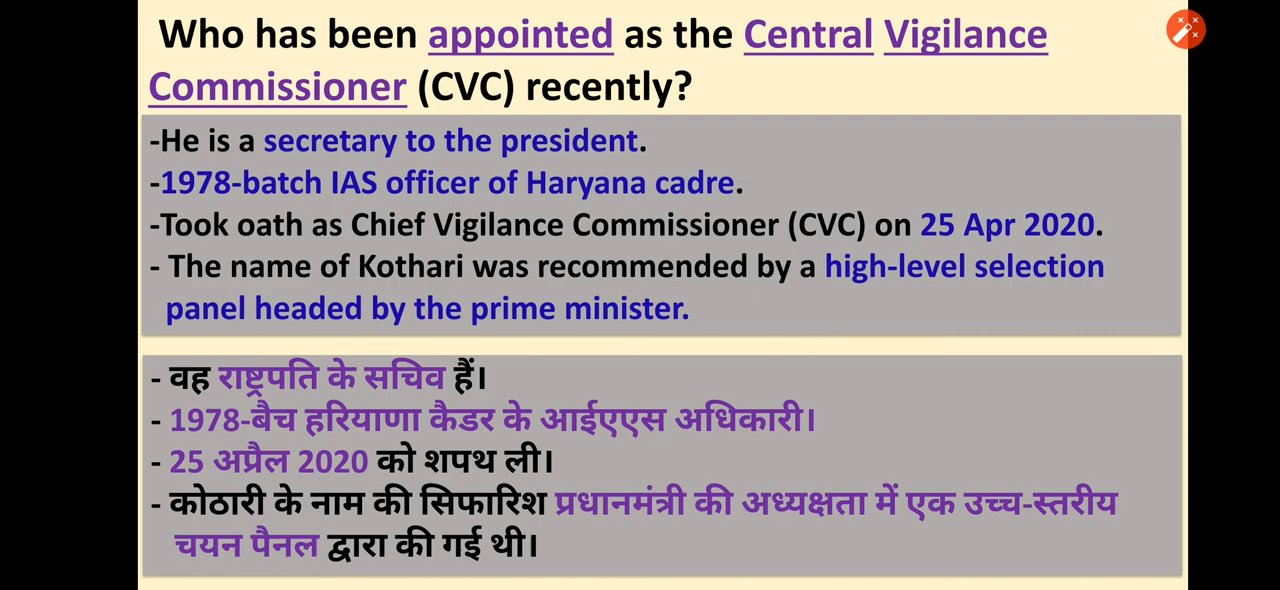 Who has been appointed as the Central Vigilance
Commissioner (CVC) recently?
-He is a secretary to the president.
-1978-batch IAS officer of Haryana cadre.
-Took oath as Chief Vigilance Commissioner (CVC) on 25 Apr 2020.
- The name of Kothari was recommended by a high-level selection
panel headed by the prime minister.
- वह राष्ट्रपति के सचिव हैं।
- 1978-बैच हरियाणा कैडर के आईएएस अधिकारी।
- 25 अप्रैल 2020 को शपथ ली।
- कोठारी के नाम की सिफारिश प्रधानमंत्री की अध्यक्षता में एक उच्च-स्तरीय
चयन पैनल द्वारा की गई थी।